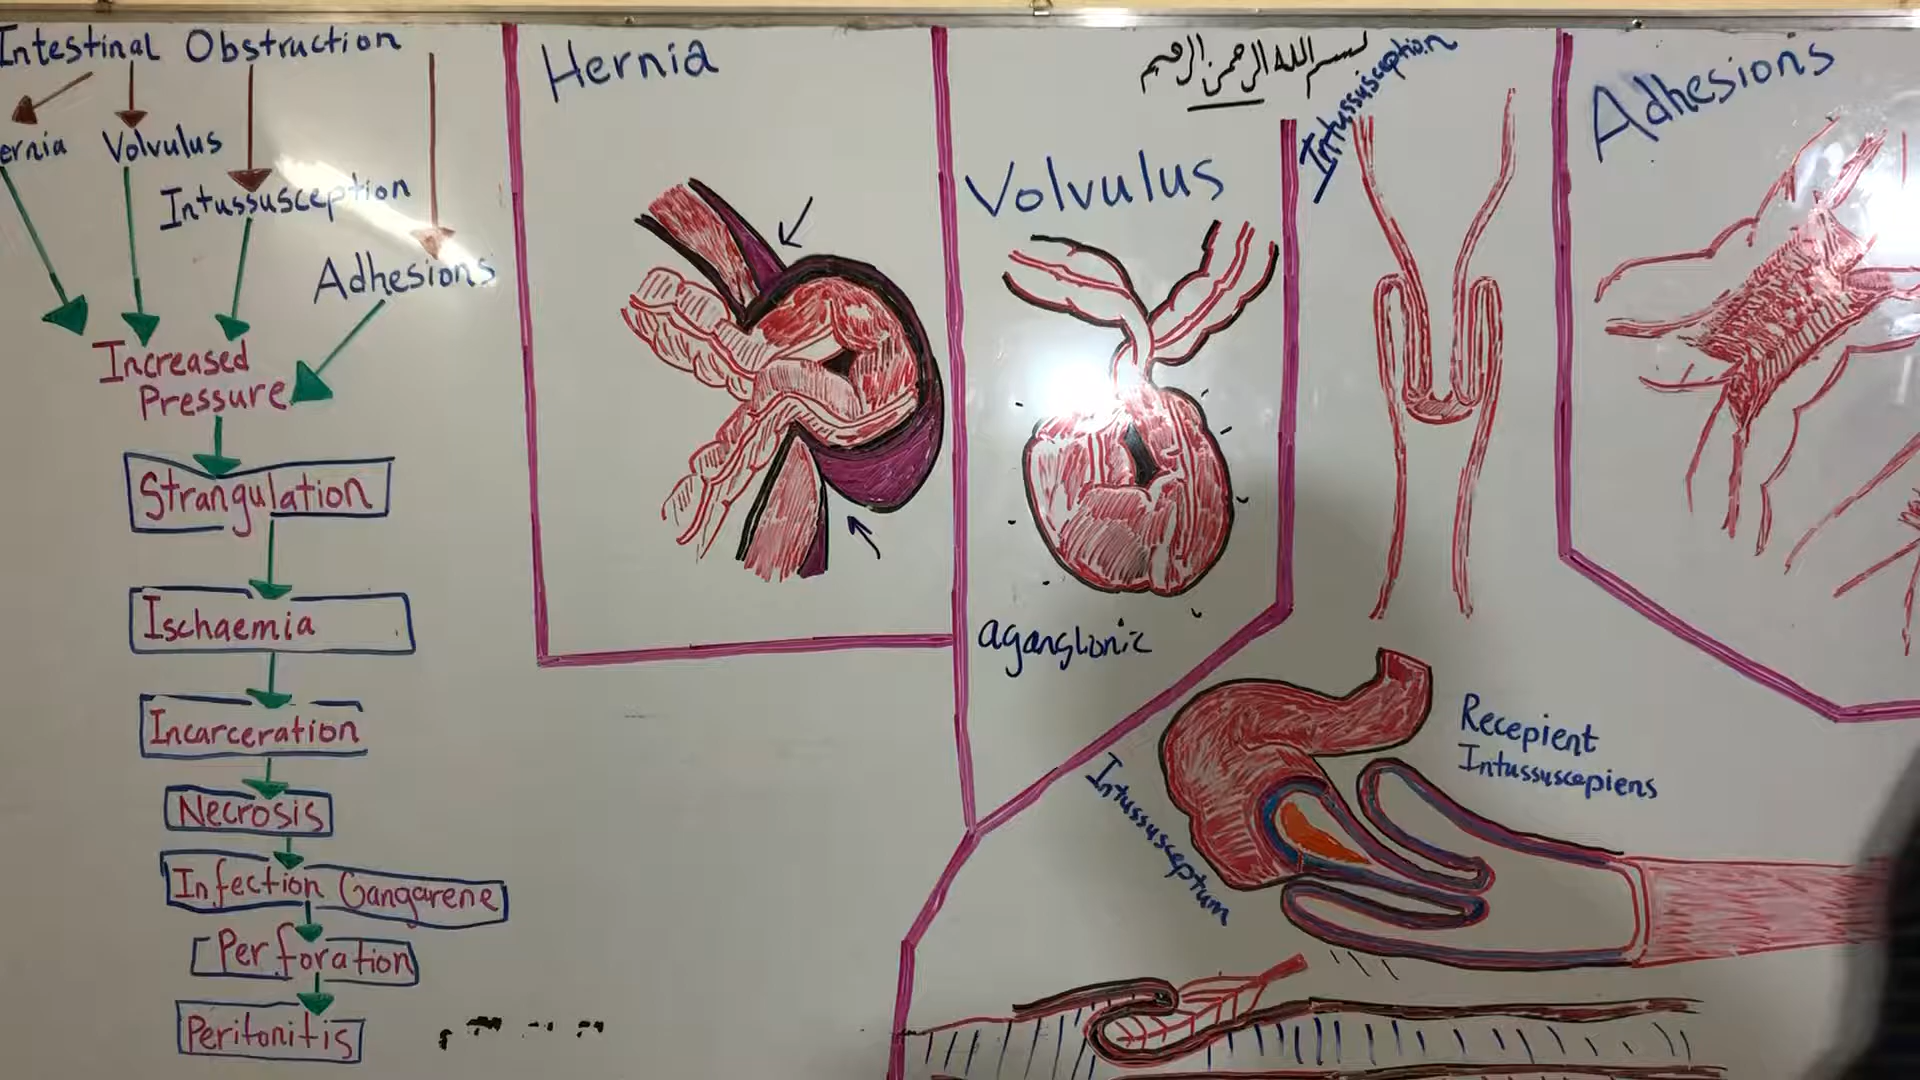 Intestinal Obstruction
ernia
Volvulus
Intussusception
Adhesions
Increased
Pressure
Strangulation
Ischaemia
Incarceration
Necrosis
Infection Gangarene
Perforation
Peritonitis
Hernia
بسم الله الرحمن الرحيم
Volvulus
aganglionic
Intussusception
Intussusceptum
Recepient
Intussuscepiens
Adhesions